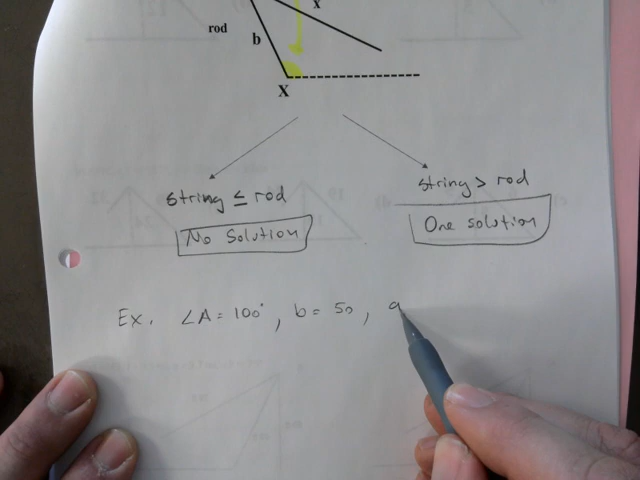 x
rod
b
X
string ≤ rod
No Solution
string > rod
One solution
Ex. ∠A = 100°, b = 50, a